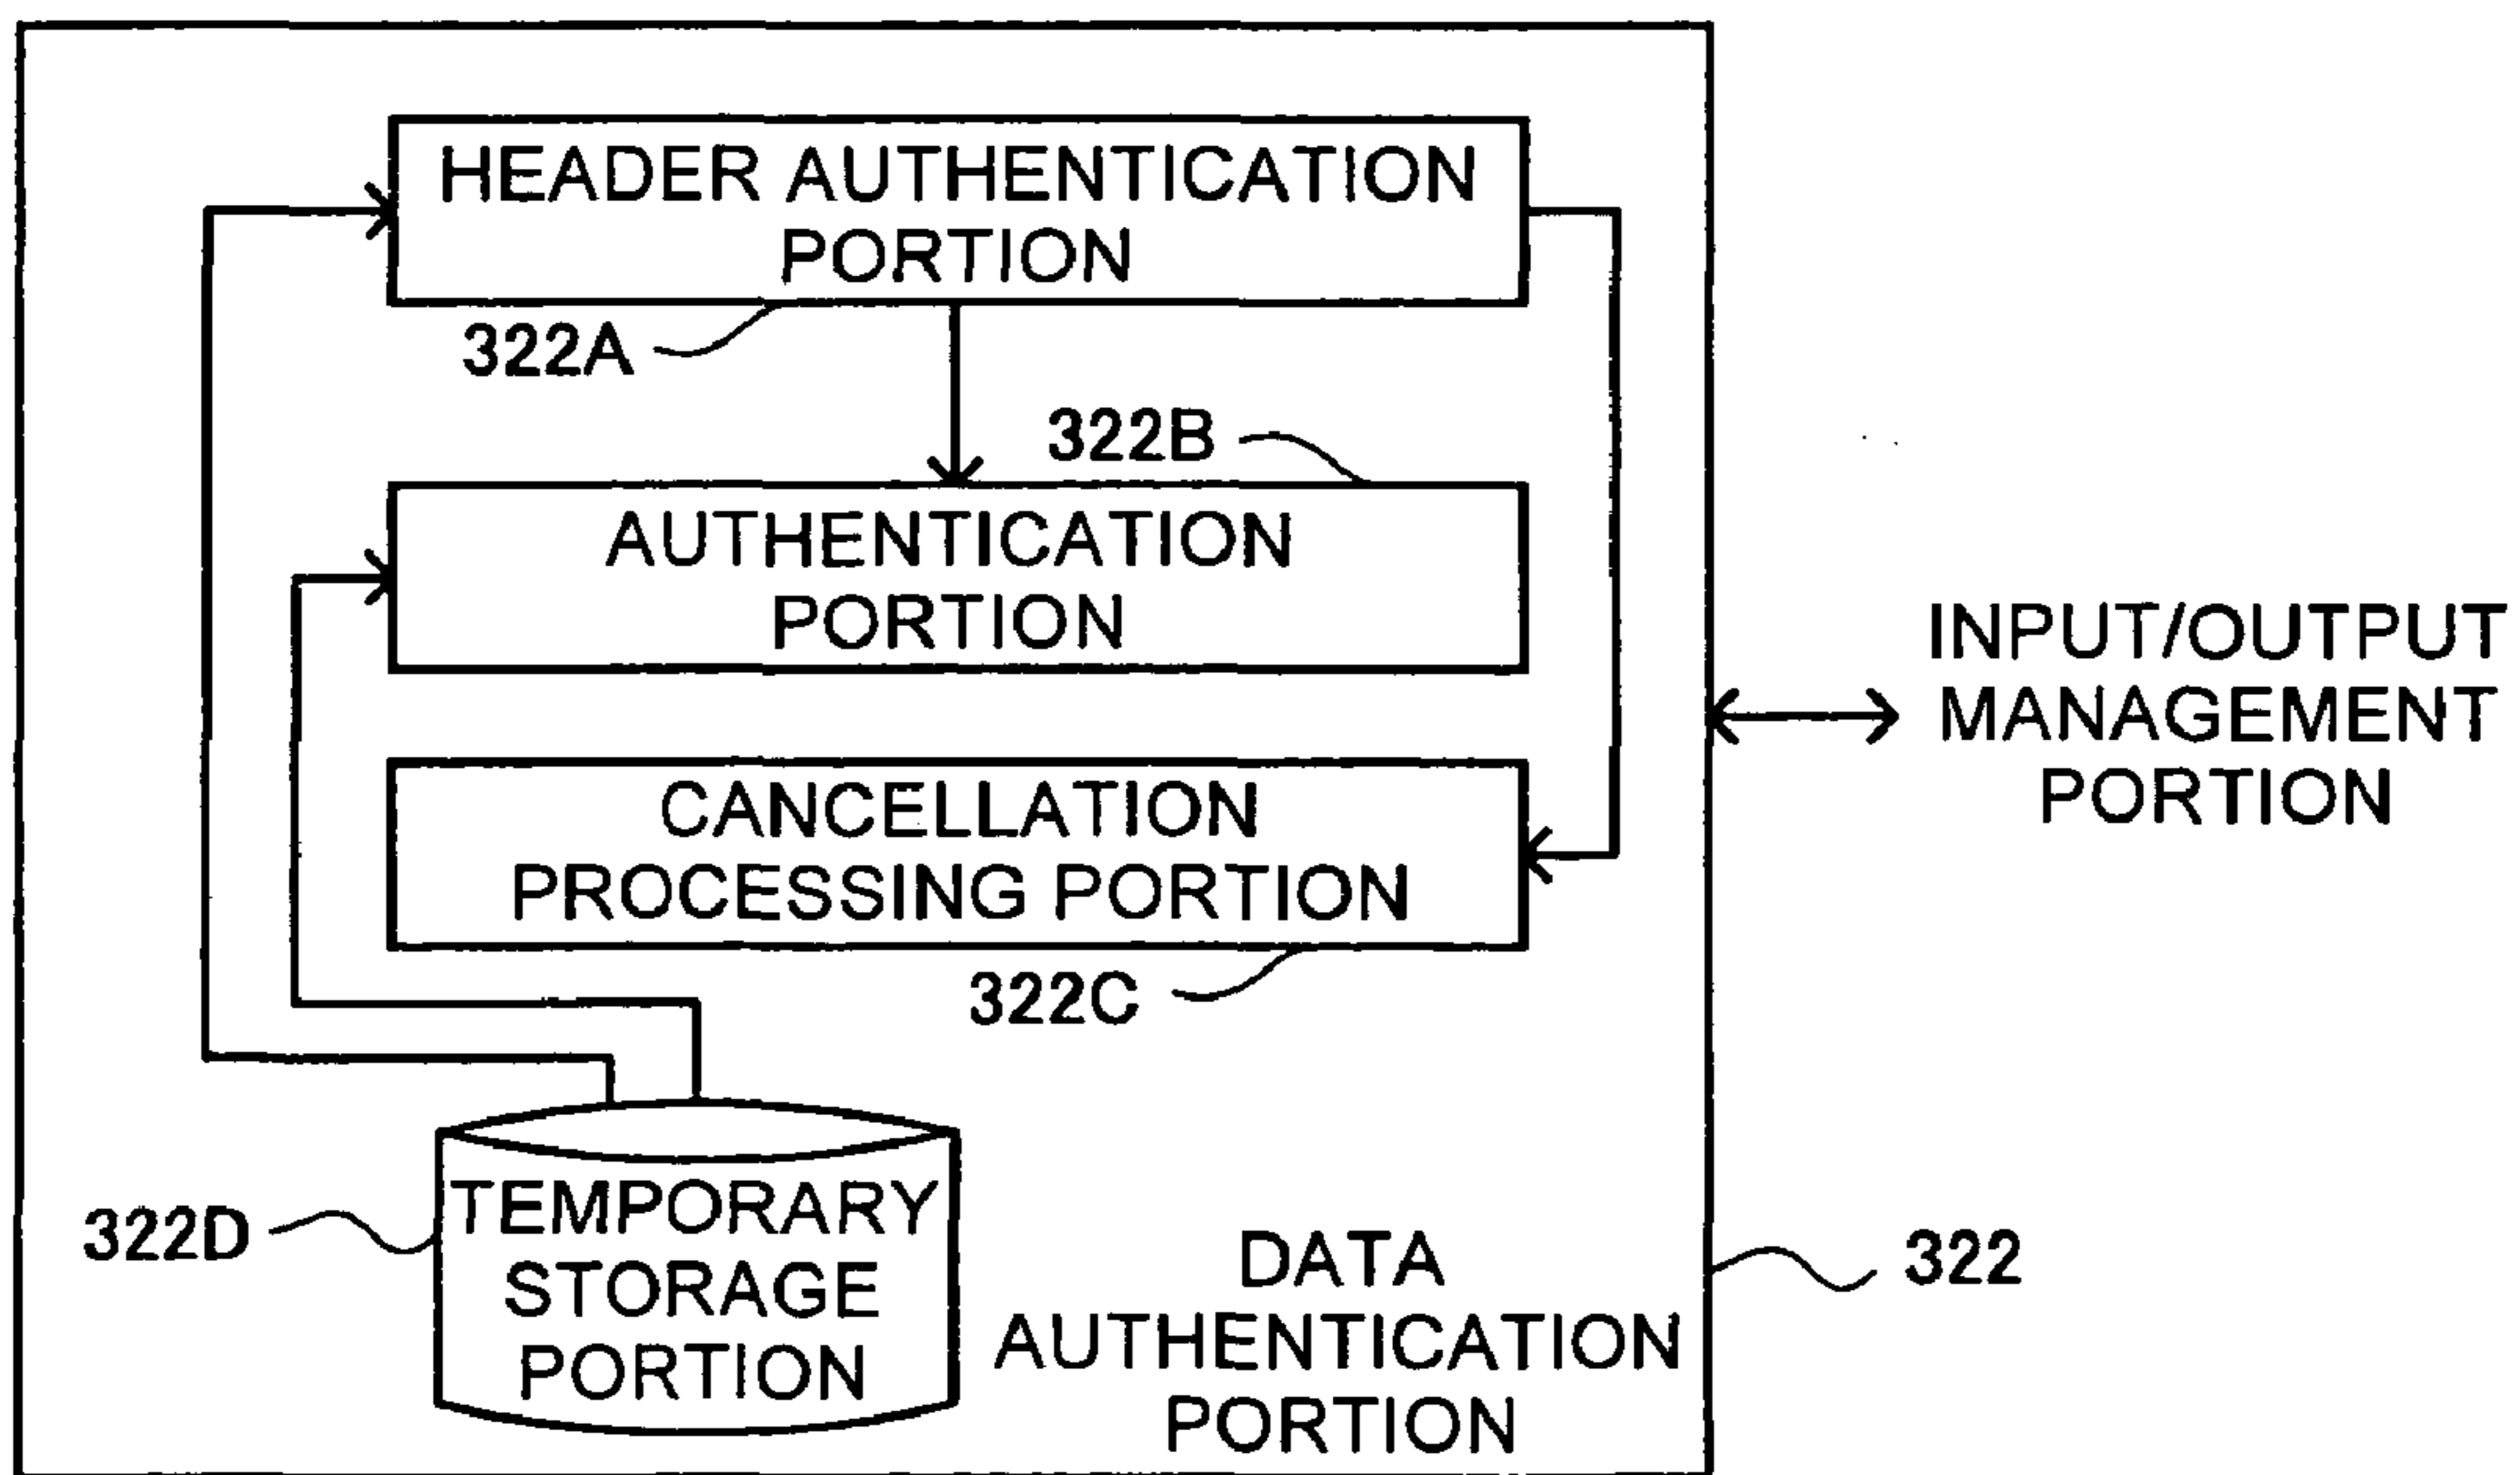 HEADER AUTHENTICATION
PORTION
322A
322B
AUTHENTICATION
PORTION
INPUT/OUTPUT
MANAGEMENT
PORTION
CANCELLATION
PROCESSING PORTION
322C
322D
TEMPORARY
STORAGE
PORTION
DATA
AUTHENTICATION
PORTION
322